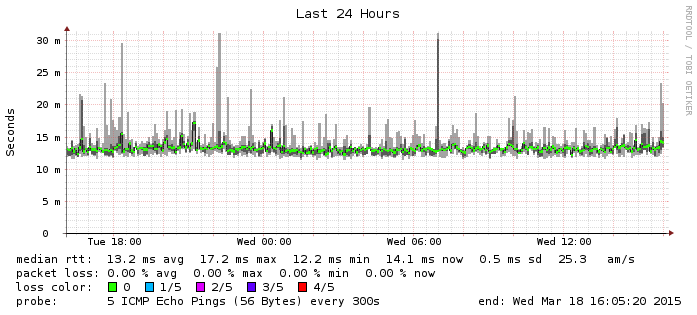 Last 24 Hours
RRDTOOL / TOBI OETIKER
Seconds
30 m
25 m
20 m
15 m
10 m
5 m
0
Tue 18:00 Wed 00:00 Wed 06:00 Wed 12:00
median rtt: 13.2 ms avg 17.2 ms max 12.2 ms min 14.1 ms now 0.5 ms sd 25.3 am/s
packet loss: 0.00 % avg 0.00 % max 0.00 % min 0.00 % now
loss color: 0 1/5 2/5 3/5 4/5
probe: 5 ICMP Echo Pings (56 Bytes) every 300s end: Wed Mar 18 16:05:20 2015